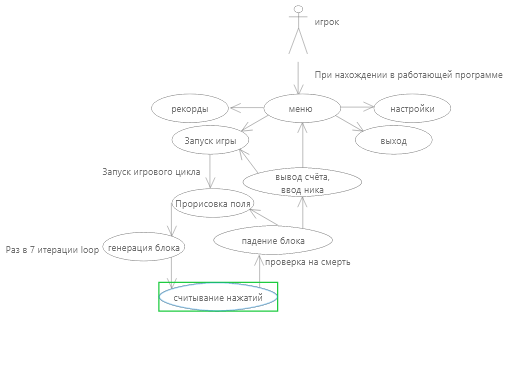 игрок
При нахождении в работающей программе
рекорды
меню
настройки
Запуск игры
выход
Запуск игрового цикла
вывод счёта,
ввод ника
Прорисовка поля
Раз в 7 итерации loop
генерация блока
падение блока
проверка на смерть
считывание нажатий